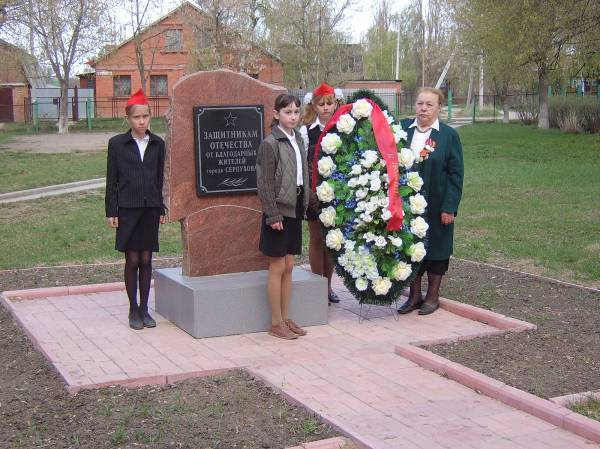 ЗАЩИТНИКАМ
ОТЕЧЕСТВА
ОТ БЛАГОДАРНЫХ
ЖИТЕЛЕЙ
города СЕРПУХОВА